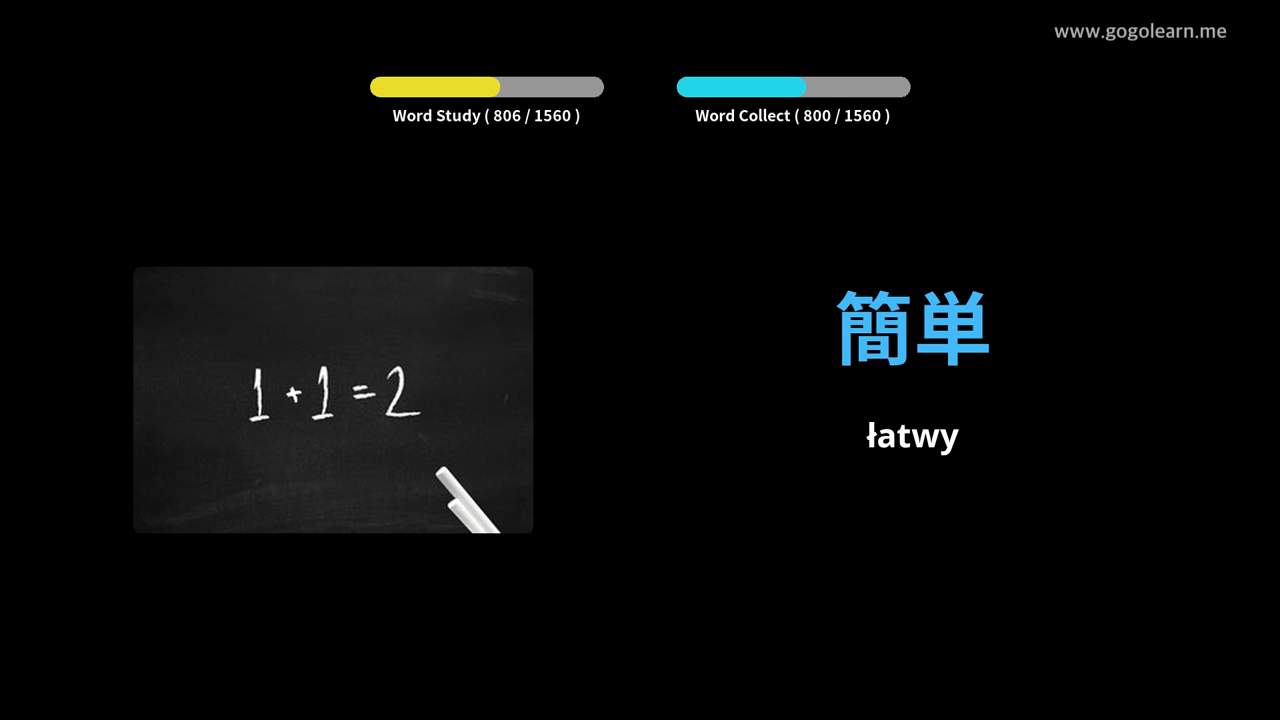 www.gogolearn.me
Word Study ( 806 / 1560 )
Word Collect ( 800 / 1560 )
1 + 1 = 2
簡単
łatwy